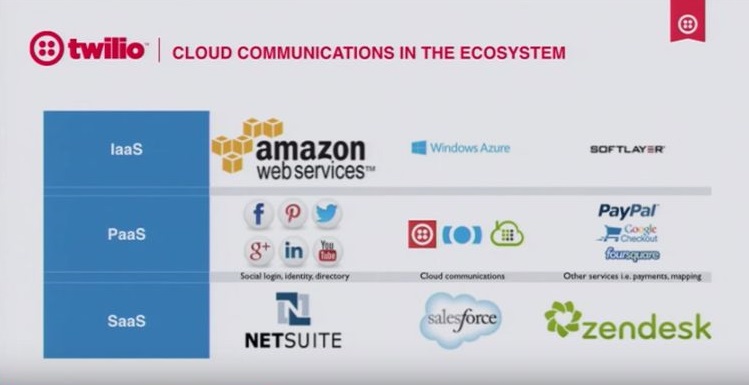 twilio™ | CLOUD COMMUNICATIONS IN THE ECOSYSTEM
IaaS
amazon
web services™
Windows Azure
SOFTLAYER
PaaS
f
g+
in
You
Tube
Social login, identity, directory
Cloud communications
PayPal
Google
Checkout
foursquare
Other services i.e. payments, mapping
SaaS
N
NETSUITE
salesforce
zendesk